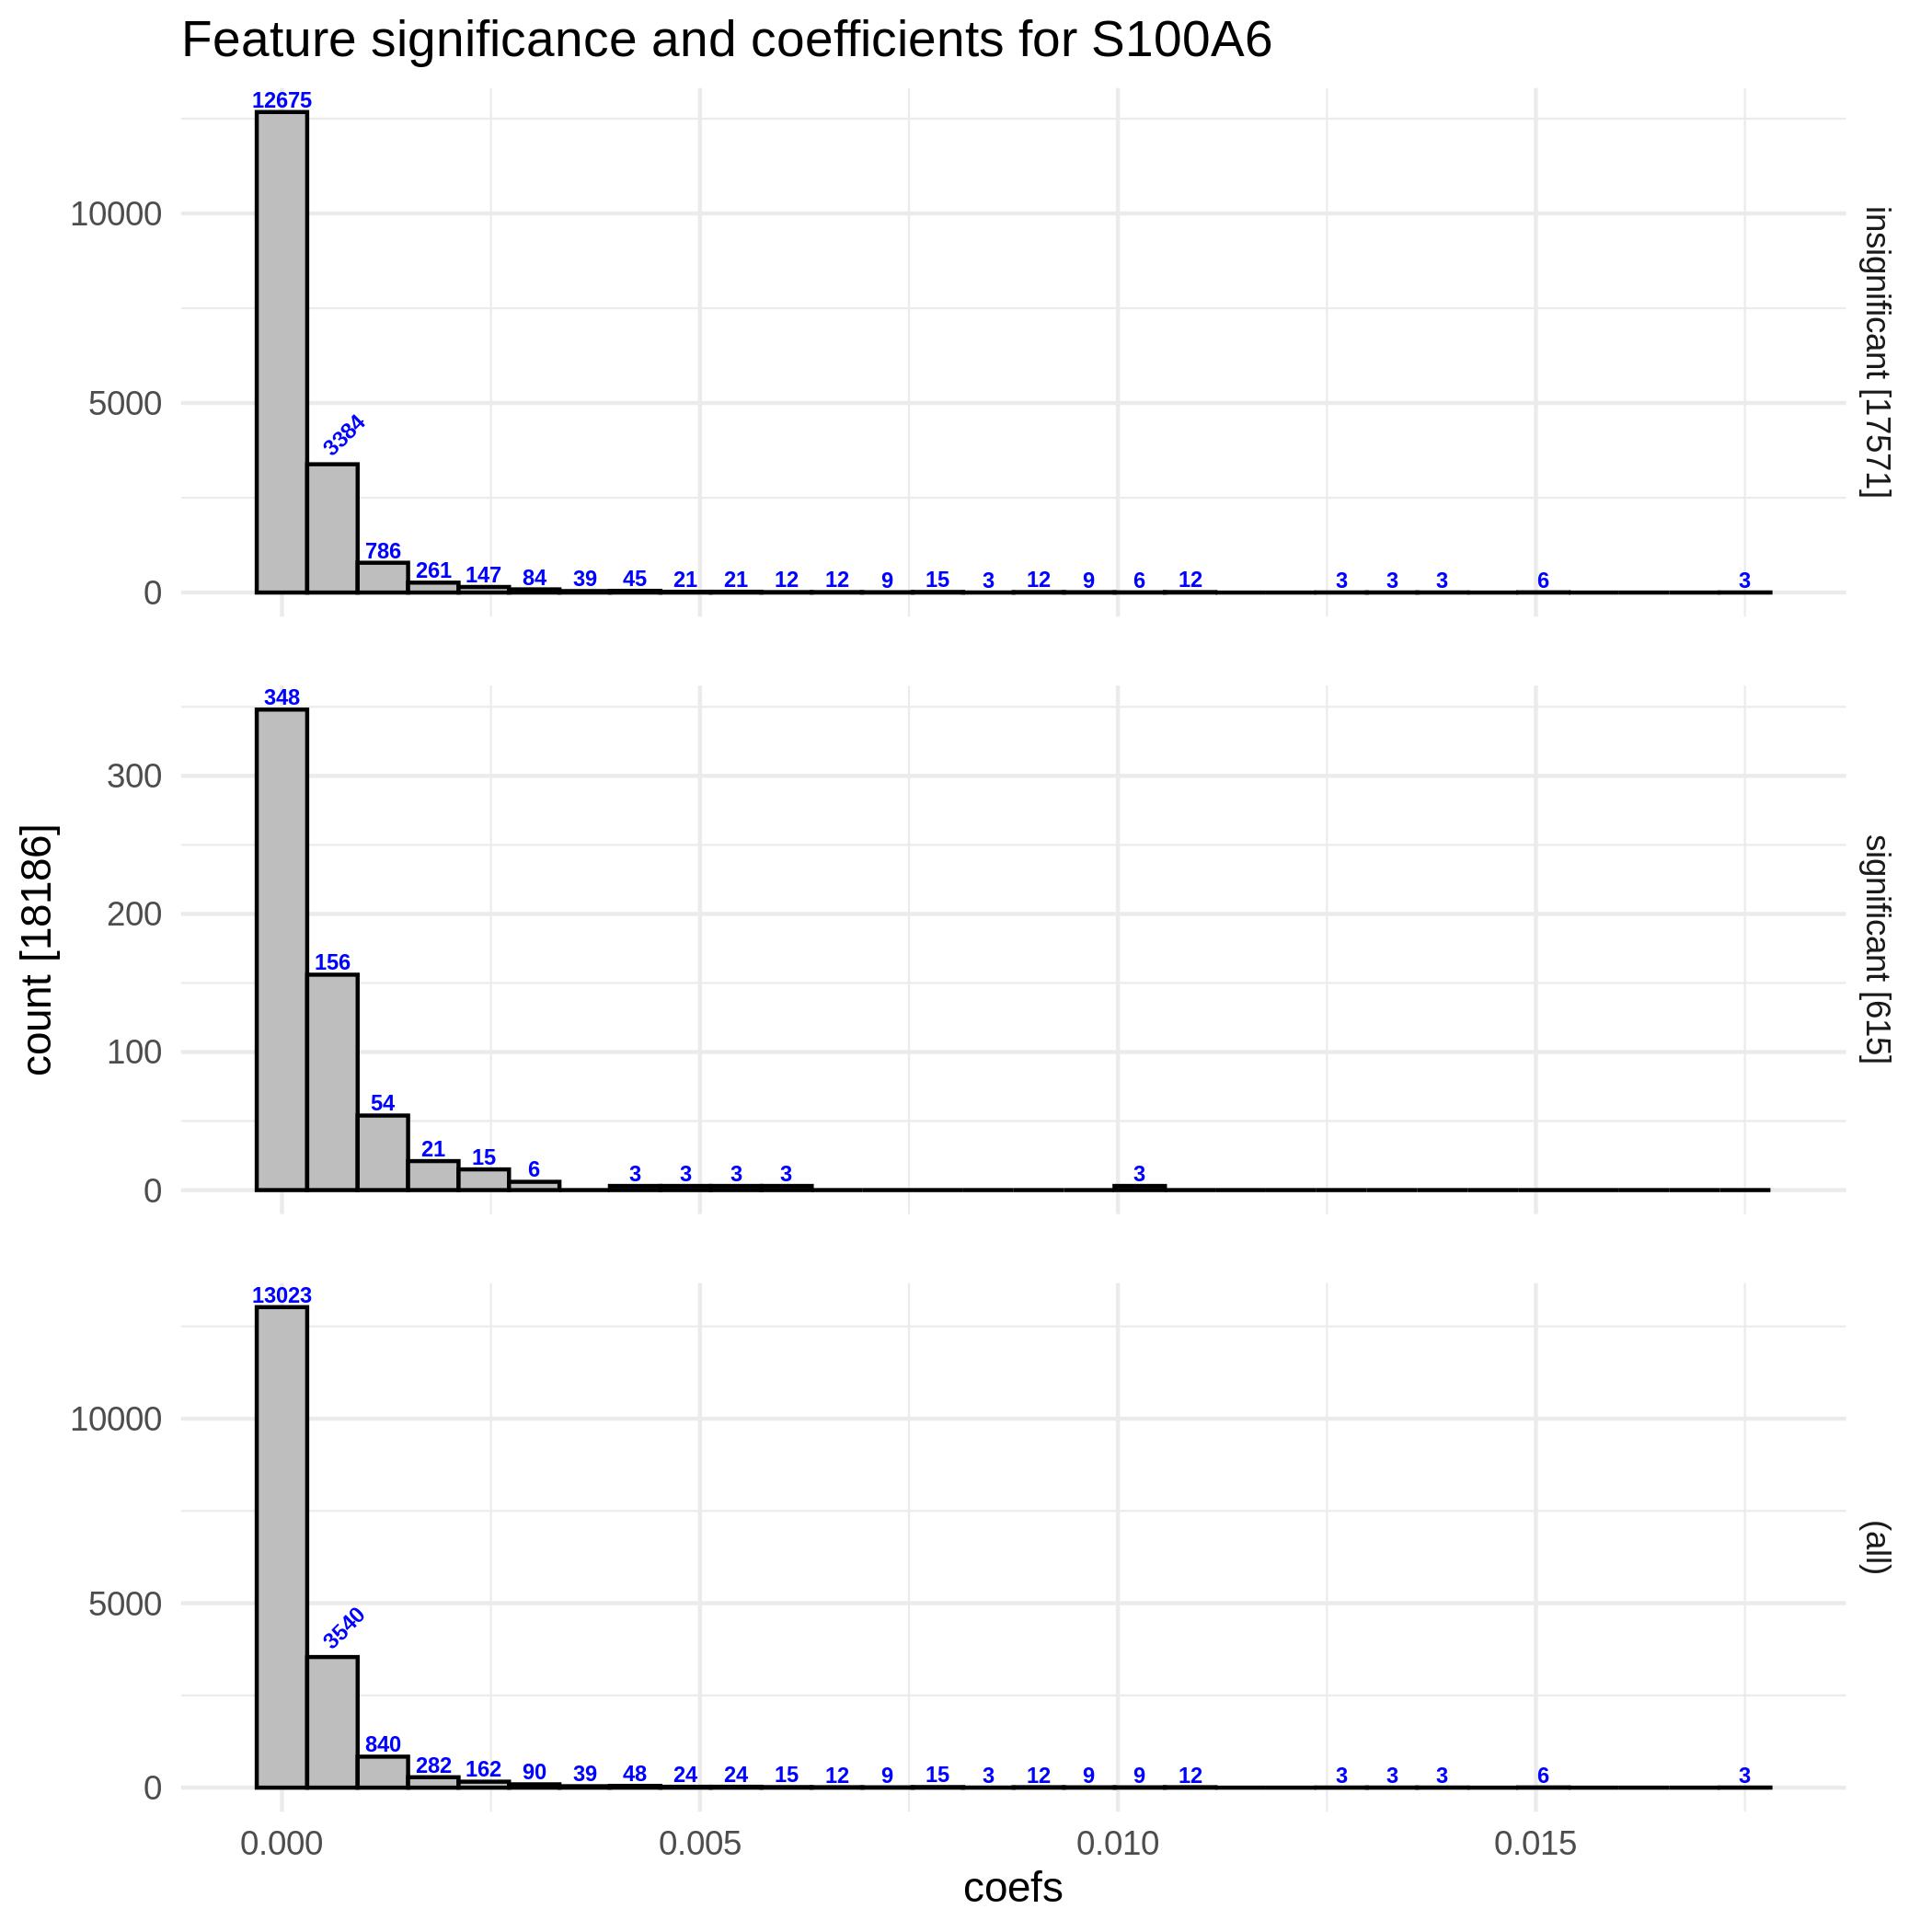 Feature significance and coefficients for S100A6
12675
10000
5000
0
3384
786
261 147 84 39 45 21 21 12 12 9 15 3 12 9 6 12 3 3 3 6 3
insignificant [17571]
348
300
200
100
0
156
54
21 15 6 3 3 3 3 3
significant [615]
count [18186]
13023
10000
5000
0
3540
840
282 162 90 39 48 24 24 15 12 9 15 3 12 9 9 12 3 3 3 6 3
(all)
0.000 0.005 0.010 0.015
coefs